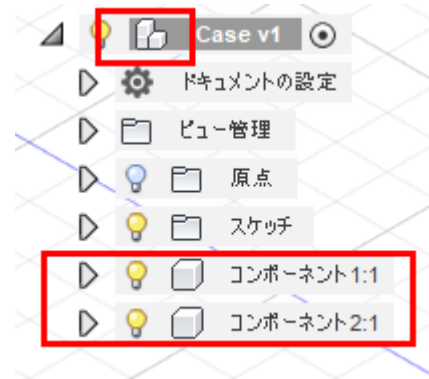 Case v1
ドキュメントの設定
ビュー管理
原点
スケッチ
コンポーネント1:1
コンポーネント2:1